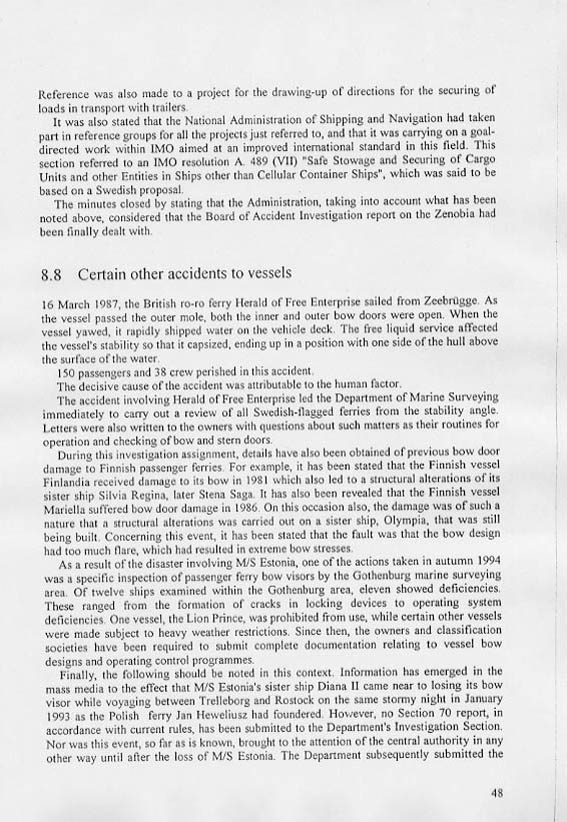 Reference was also made to a project for the drawing-up of directions for the securing of
loads in transport with trailers.
It was also stated that the National Administration of Shipping and Navigation had taken
part in reference groups for all the projects just referred to, and that it was carrying on a goal-
directed work within IMO aimed at an improved international standard in this field. This
section referred to an IMO resolution A. 489 (VII) "Safe Stowage and Securing of Cargo
Units and other Entities in Ships other than Cellular Container Ships", which was said to be
based on a Swedish proposal.
The minutes closed by stating that the Administration, taking into account what has been
noted above, considered that the Board of Accident Investigation report on the Zenobia had
been finally dealt with.
8.8 Certain other accidents to vessels
16 March 1987, the British ro-ro ferry Herald of Free Enterprise sailed from Zeebrügge. As
the vessel passed the outer mole, both the inner and outer bow doors were open. When the
vessel yawed, it rapidly shipped water on the vehicle deck. The free liquid service affected
the vessel's stability so that it capsized, ending up in a position with one side of the hull above
the surface of the water.
150 passengers and 38 crew perished in this accident.
The decisive cause of the accident was attributable to the human factor.
The accident involving Herald of Free Enterprise led the Department of Marine Surveying
immediately to carry out a review of all Swedish-flagged ferries from the stability angle.
Letters were also written to the owners with questions about such matters as their routines for
operation and checking of bow and stern doors.
During this investigation assignment, details have also been obtained of previous bow door
damage to Finnish passenger ferries. For example, it has been stated that the Finnish vessel
Finlandia received damage to its bow in 1981 which also led to a structural alterations of its
sister ship Silvia Regina, later Stena Saga. It has also been revealed that the Finnish vessel
Mariella suffered bow door damage in 1986. On this occasion also, the damage was of such a
nature that a structural alterations was carried out on a sister ship, Olympia, that was still
being built. Concerning this event, it has been stated that the fault was that the bow design
had too much flare, which had resulted in extreme bow stresses.
As a result of the disaster involving M/S Estonia, one of the actions taken in autumn 1994
was a specific inspection of passenger ferry bow visors by the Gothenburg marine surveying
area. Of twelve ships examined within the Gothenburg area, eleven showed deficiencies.
These ranged from the formation of cracks in locking devices to operating system
deficiencies. One vessel, the Lion Prince, was prohibited from use, while certain other vessels
were made subject to heavy weather restrictions. Since then, the owners and classification
societies have been required to submit complete documentation relating to vessel bow
designs and operating control programmes.
Finally, the following should be noted in this context. Information has emerged in the
mass media to the effect that M/S Estonia's sister ship Diana II came near to losing its bow
visor while voyaging between Trelleborg and Rostock on the same stormy night in January
1993 as the Polish ferry Jan Heweliusz had foundered. However, no Section 70 report, in
accordance with current rules, has been submitted to the Department's Investigation Section.
Nor was this event, so far as is known, brought to the attention of the central authority in any
other way until after the loss of M/S Estonia. The Department subsequently submitted the
48